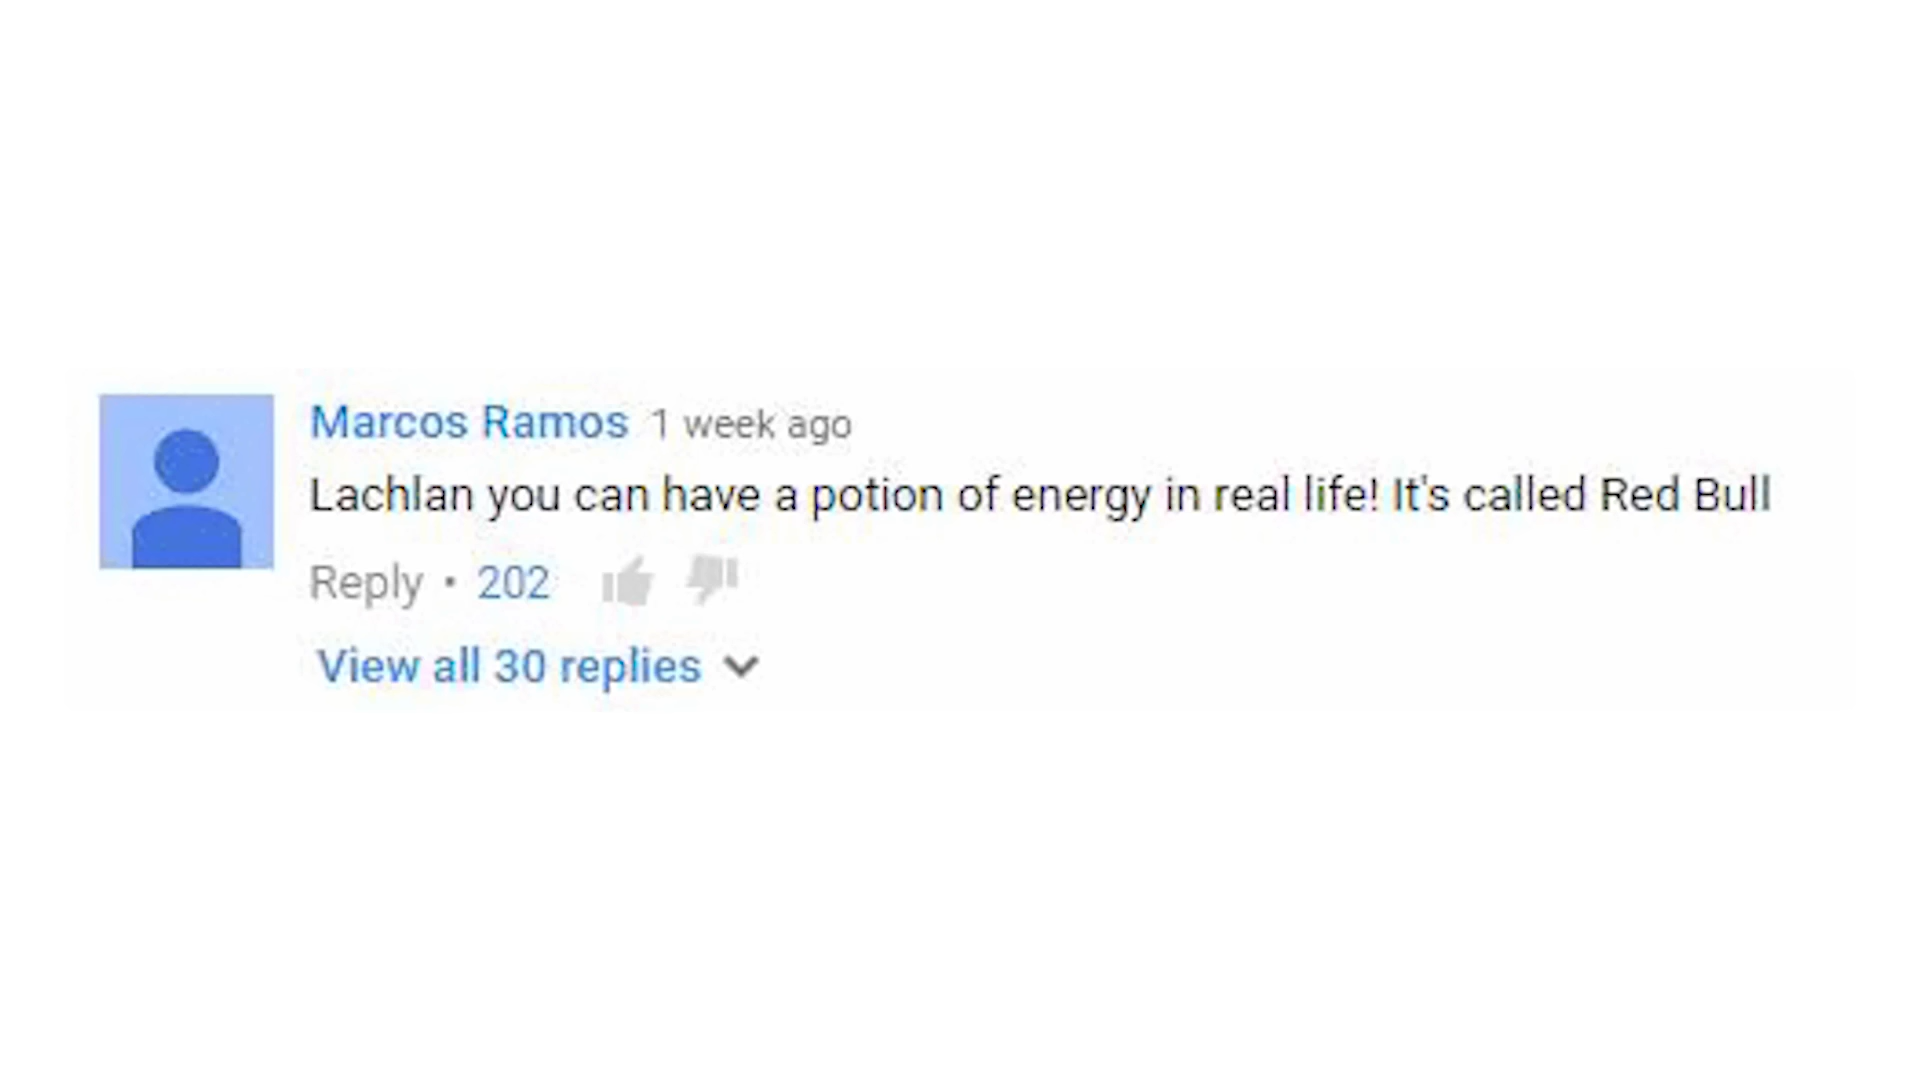 Marcos Ramos 1 week ago
Lachlan you can have a potion of energy in real life! It's called Red Bull
Reply • 202
View all 30 replies